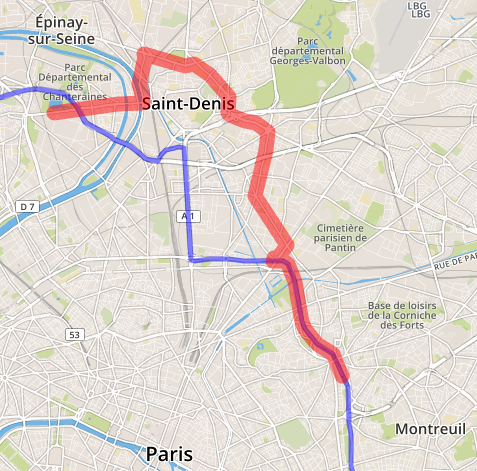 LBG
LBG
Épinay-
sur-Seine
Parc
départemental
Georges-Valbon
Parc
Départemental
des
Chanteraines
Saint-Denis
D 7
A 1
Cimetière
parisien de
Pantin
RUE DE PA
Base de loisirs
de la Corniche
des Forts
53
Montreuil
Paris